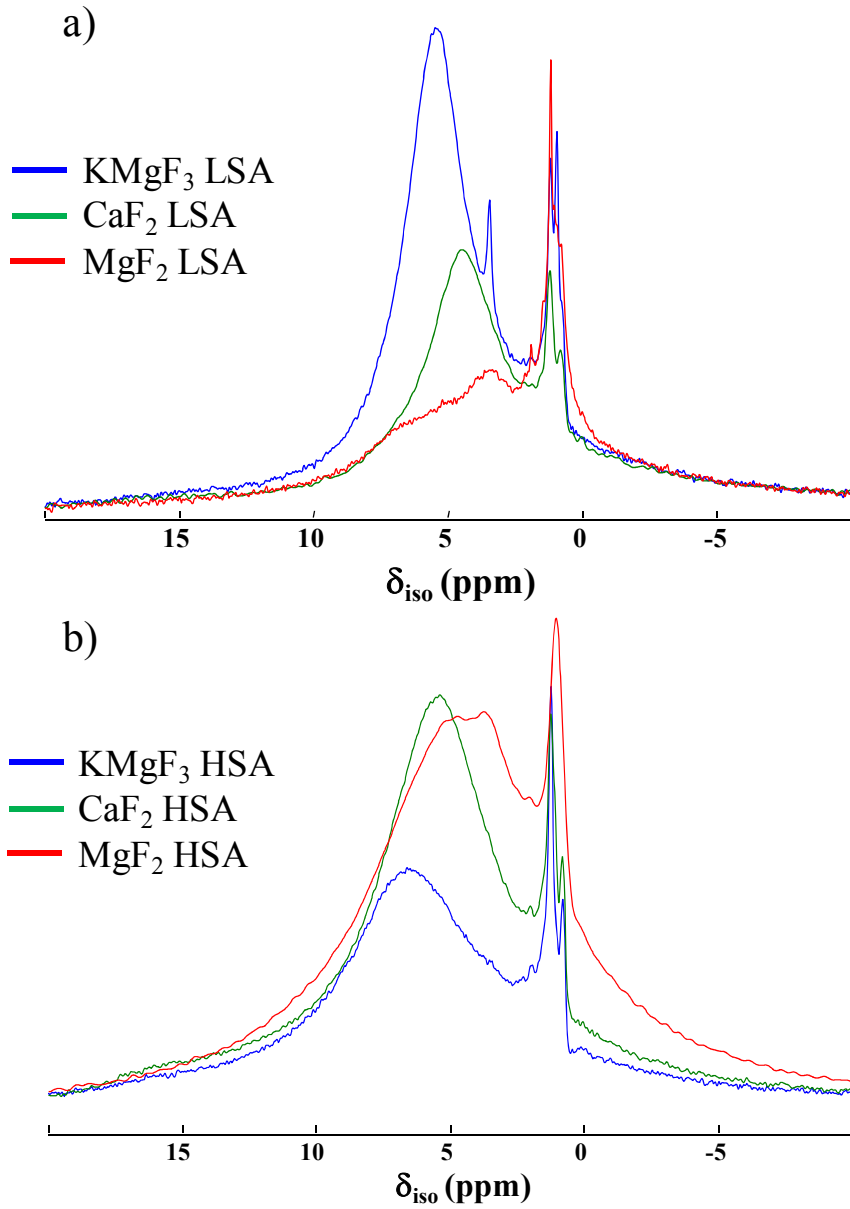 a)
KMgF₃ LSA
CaF₂ LSA
MgF₂ LSA
15 10 5 0 -5
δiso (ppm)
b)
KMgF₃ HSA
CaF₂ HSA
MgF₂ HSA
15 10 5 0 -5
δiso (ppm)